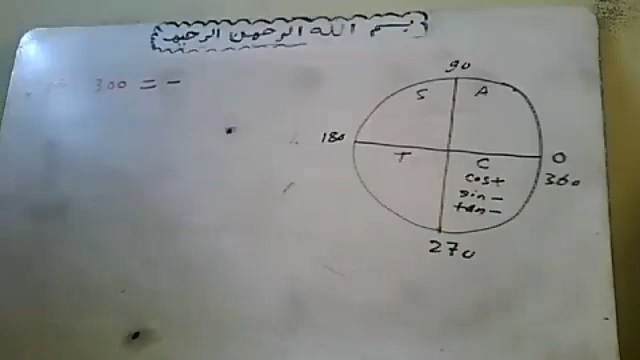 بسم الله الرحمن الرحيم
300 = -
90
S A
180 T C 0
360
cos +
sin -
tan -
270